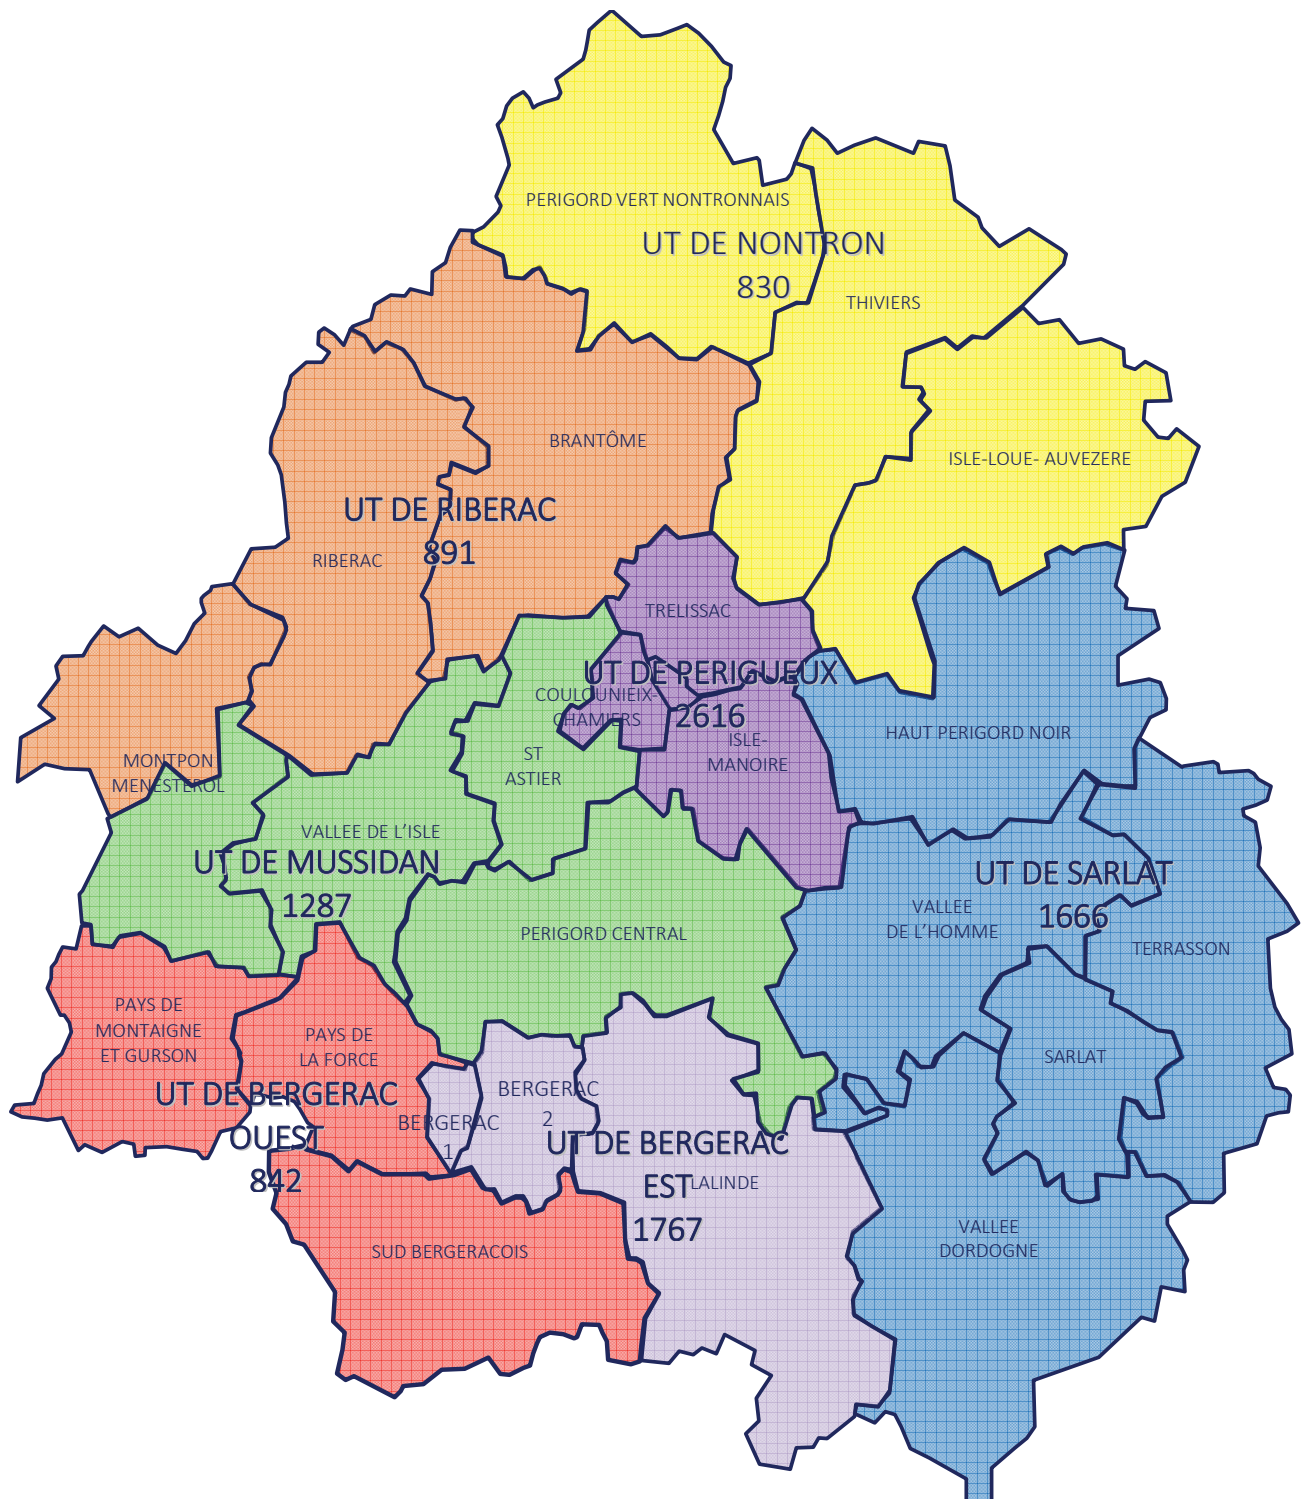 PERIGORD VERT NONTRONNAIS
UT DE NONTRON
830
THIVIERS
BRANTÔME
ISLE-LOUE- AUVEZERE
UT DE RIBERAC
891
RIBERAC
TRELISSAC
UT DE PERIGUEUX
2616
COULOUNIEIX-
CHAMIERS
ISLE-
MANOIRE
HAUT PERIGORD NOIR
MONTPON
MENESTEROL
ST
ASTIER
VALLEE DE L’ISLE
UT DE MUSSIDAN
1287
UT DE SARLAT
1666
VALLEE
DE L’HOMME
PERIGORD CENTRAL
TERRASSON
PAYS DE
MONTAIGNE
ET GURSON
PAYS DE
LA FORCE
SARLAT
UT DE BERGERAC
OUEST
842
BERGERAC
1
BERGERAC
2
UT DE BERGERAC
EST
1767
LALINDE
SUD BERGERACOIS
VALLEE
DORDOGNE